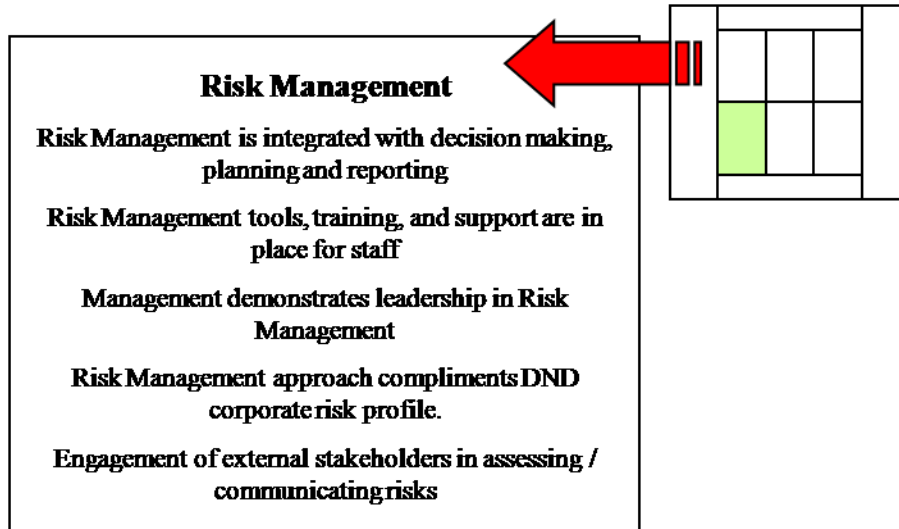 Risk Management
Risk Management is integrated with decision making,
planning and reporting
Risk Management tools, training, and support are in
place for staff
Management demonstrates leadership in Risk
Management
Risk Management approach compliments DND
corporate risk profile.
Engagement of external stakeholders in assessing /
communicating risks